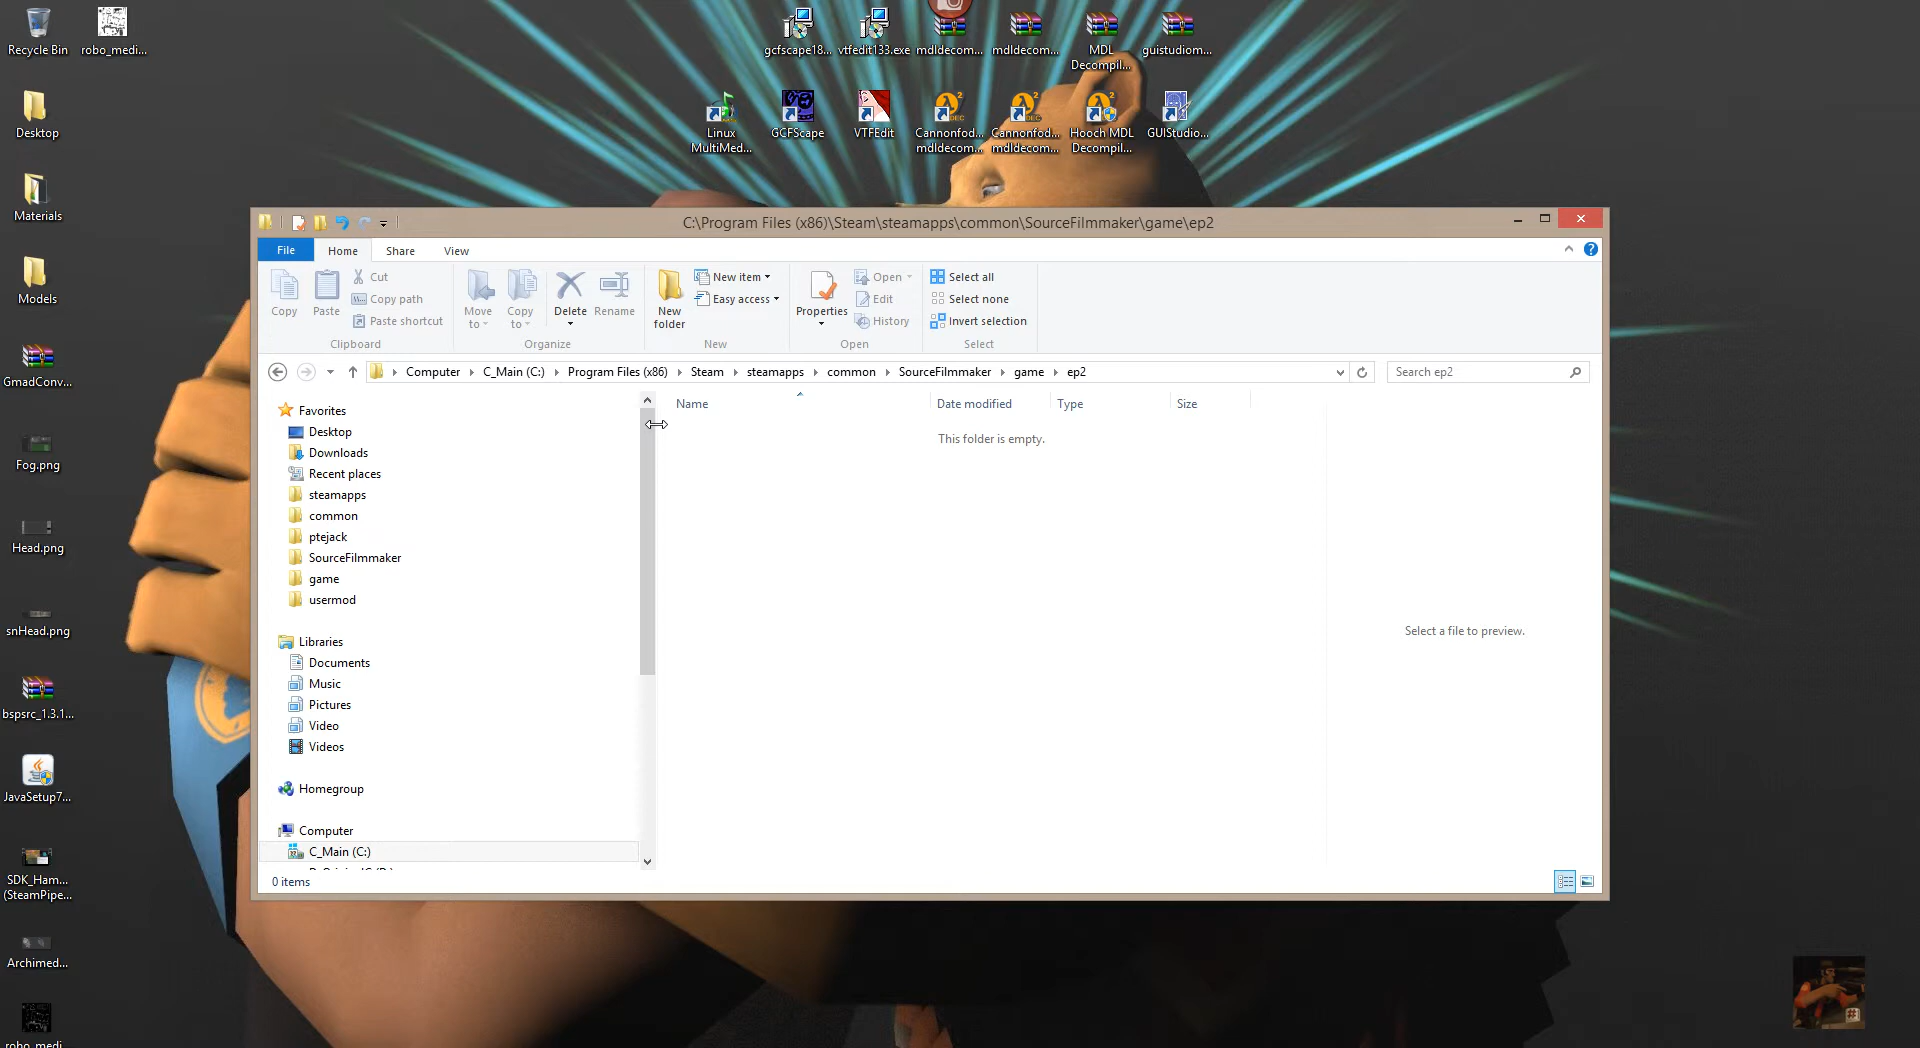 Recycle Bin
robo_medi...
gcfscape18...
vtfedit133.exe
mdldecom...
mdldecom...
MDL
Decompil...
guistudiom...
Desktop
Linux
MultiMed...
GCFScape
VTFEdit
Cannonfod...
mdldecom...
Cannonfod...
mdldecom...
Hooch MDL
Decompil...
GUIStudio...
Materials
Models
GmadConv...
Fog.png
Head.png
snHead.png
bspsrc_1.3.1...
JavaSetup7...
SDK_Ham...
(SteamPipe...
Archimed...
robo_medi...
C:\Program Files (x86)\Steam\steamapps\common\SourceFilmmaker\game\ep2
File
Home
Share
View
Copy
Paste
Cut
Copy path
Paste shortcut
Clipboard
Move
to
Copy
to
Delete
Rename
Organize
New
folder
New item
Easy access
New
Properties
Open
Edit
History
Open
Select all
Select none
Invert selection
Select
Computer
C_Main (C:)
Program Files (x86)
Steam
steamapps
common
SourceFilmmaker
game
ep2
Search ep2
Favorites
Desktop
Downloads
Recent places
steamapps
common
ptejack
SourceFilmmaker
game
usermod
Libraries
Documents
Music
Pictures
Video
Videos
Homegroup
Computer
C_Main (C:)
Name
Date modified
Type
Size
This folder is empty.
Select a file to preview.
0 items